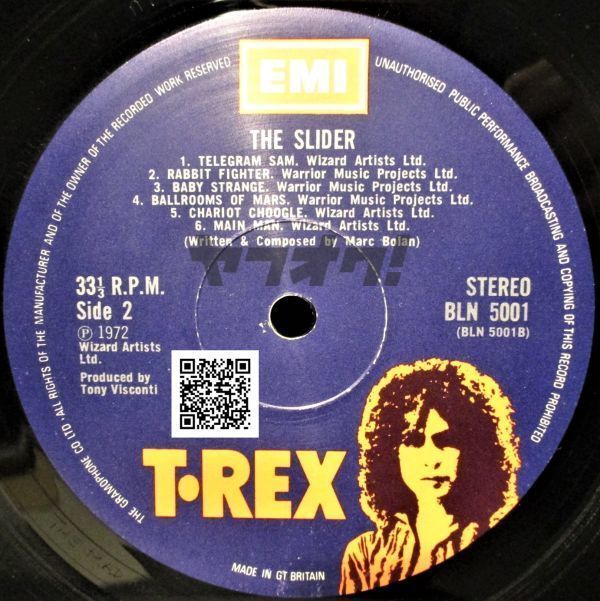 EMI
THE GRAMOPHONE CO LTD · ALL RIGHTS OF THE MANUFACTURER AND OF THE OWNER OF THE RECORDED WORK RESERVED
UNAUTHORISED PUBLIC PERFORMANCE BROADCASTING AND COPYING OF THIS RECORD PROHIBITED
THE SLIDER
1. TELEGRAM SAM. Wizard Artists Ltd.
2. RABBIT FIGHTER. Warrior Music Projects Ltd.
3. BABY STRANGE. Warrior Music Projects Ltd.
4. BALLROOMS OF MARS. Warrior Music Projects Ltd.
5. CHARIOT CHOOGLE. Wizard Artists Ltd.
6. MAIN MAN. Wizard Artists Ltd.
(Written & Composed by Marc Bolan)
ヤフオク!
33⅓ R.P.M.
Side 2
Ⓟ 1972
Wizard Artists
Ltd.
Produced by
Tony Visconti
STEREO
BLN 5001
(BLN 5001B)
T·REX
MADE IN GT BRITAIN